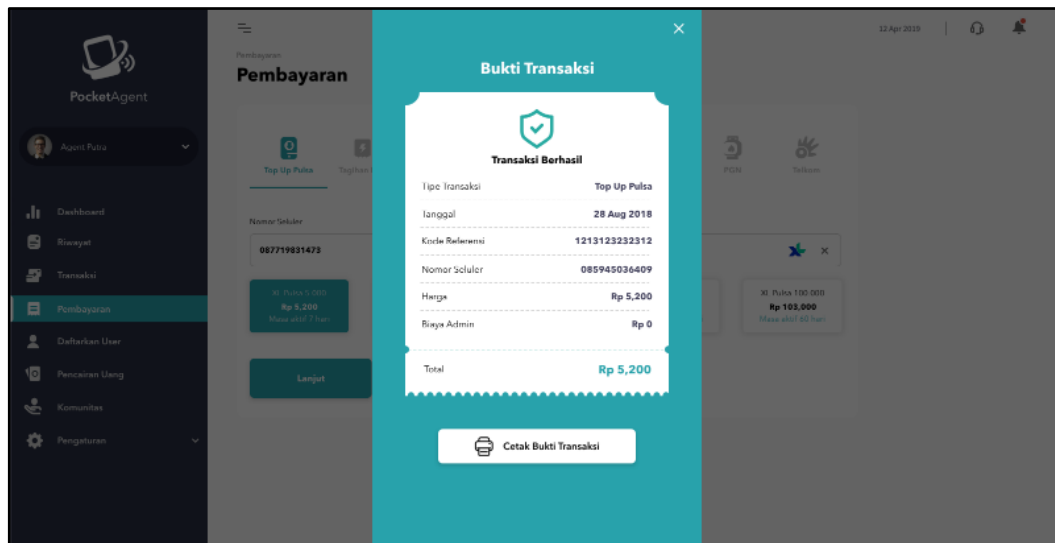 12 Apr 2019
PocketAgent
Agent Putra
Dashboard
Riwayat
Transaksi
Pembayaran
Daftarkan User
Pencairan Uang
Komunitas
Pengaturan
Pembayaran
Pembayaran
Top Up Pulsa
Tagihan
PGN
Telkom
Nomor Seluler
087719831473
XL Pulsa 5.000
Rp 5,200
Masa aktif 7 hari
XL Pulsa 100.000
Rp 103,000
Masa aktif 60 hari
Lanjut
Bukti Transaksi
Transaksi Berhasil
Tipe Transaksi Top Up Pulsa
Tanggal 28 Aug 2018
Kode Referensi 1213123232312
Nomor Seluler 085945036409
Harga Rp 5,200
Biaya Admin Rp 0
Total Rp 5,200
Cetak Bukti Transaksi